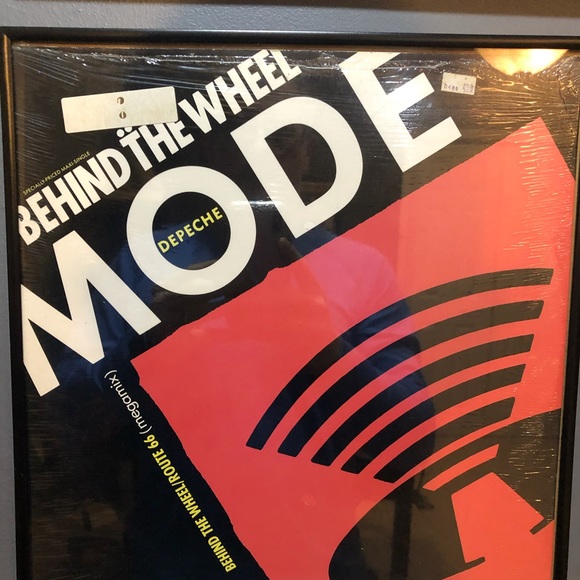 SPECIALLY-PRICED MAXI-SINGLE
BEHIND THE WHEEL
DEPECHE
MODE
BEHIND THE WHEEL/ROUTE 66 (megamix)